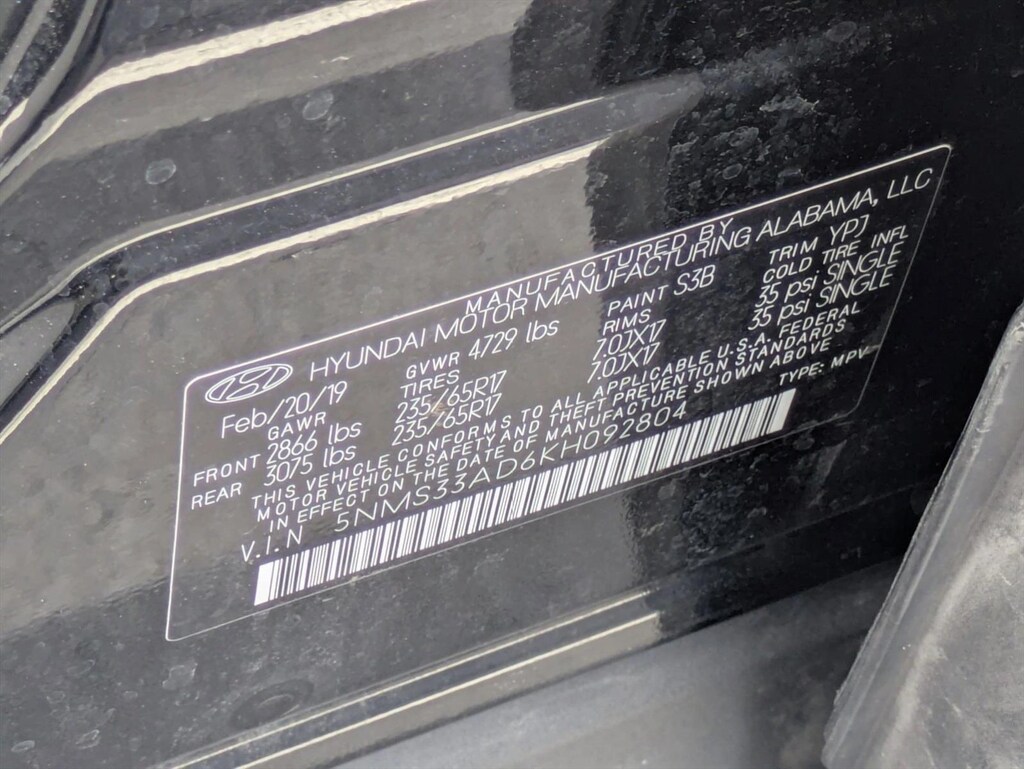 MANUFACTURED BY
HYUNDAI MOTOR MANUFACTURING ALABAMA, LLC
Feb/20/19 GVWR 4729 lbs PAINT S3B TRIM YPJ
GAWR TIRES RIMS COLD TIRE INFL
FRONT 2866 lbs 235/65R17 7.0JX17 35 psi SINGLE
REAR 3075 lbs 235/65R17 7.0JX17 35 psi SINGLE
THIS VEHICLE CONFORMS TO ALL APPLICABLE U.S.A. FEDERAL
MOTOR VEHICLE SAFETY AND THEFT PREVENTION STANDARDS
IN EFFECT ON THE DATE OF MANUFACTURE SHOWN ABOVE
V.I.N 5NMS33AD6KH092804 TYPE: MPV